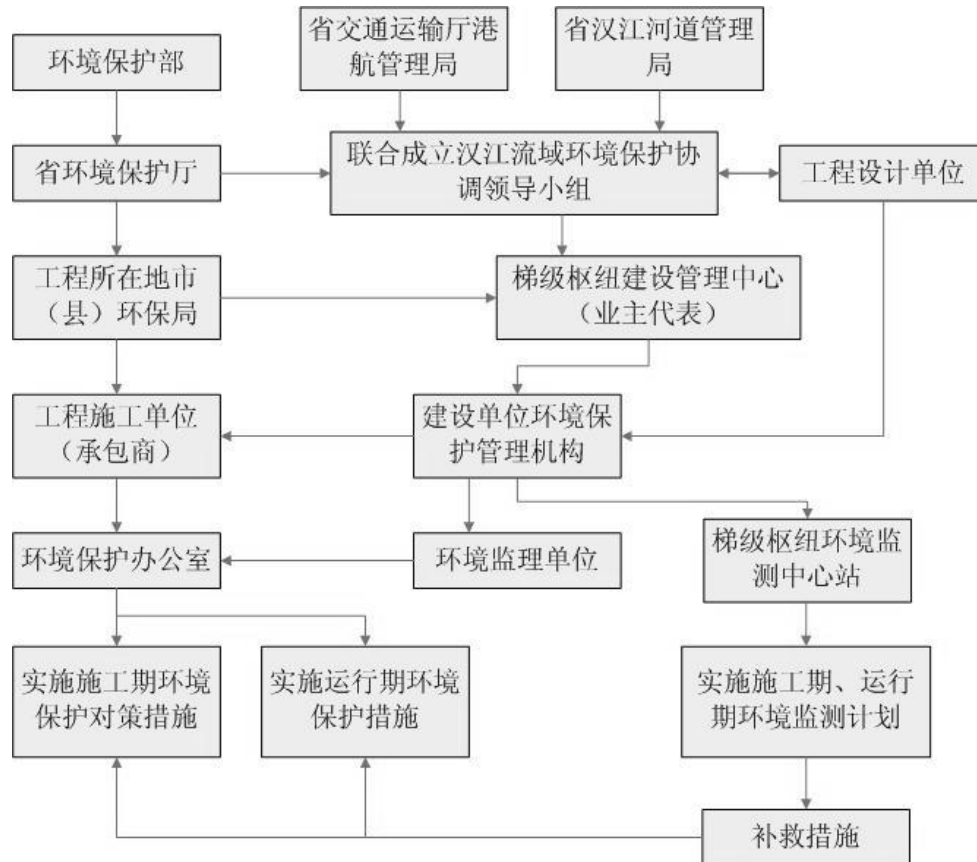 省交通运输厅港
航管理局
省汉江河道管理
局
环境保护部
省环境保护厅
联合成立汉江流域环境保护协
调领导小组
工程设计单位
工程所在地市
（县）环保局
梯级枢纽建设管理中心
（业主代表）
工程施工单位
（承包商）
建设单位环境保
护管理机构
环境保护办公室
环境监理单位
梯级枢纽环境监
测中心站
实施施工期环境
保护对策措施
实施运行期环境
保护措施
实施施工期、运行
期环境监测计划
补救措施